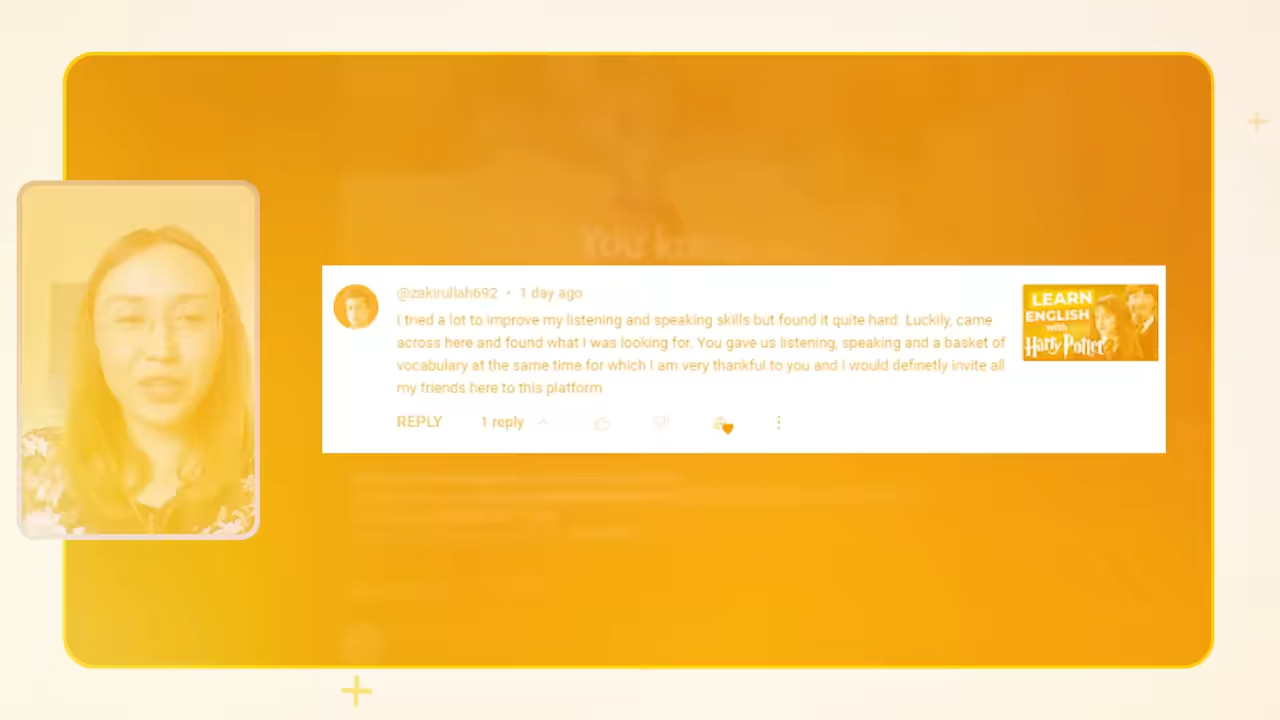 You
@zakirullah692 • 1 day ago
I tried a lot to improve my listening and speaking skills but found it quite hard. Luckily, came
across here and found what I was looking for. You gave us listening, speaking and a basket of
vocabulary at the same time for which I am very thankful to you and I would definetly invite all
my friends here to this platform
REPLY 1 reply
LEARN
ENGLISH
with
Harry Potter